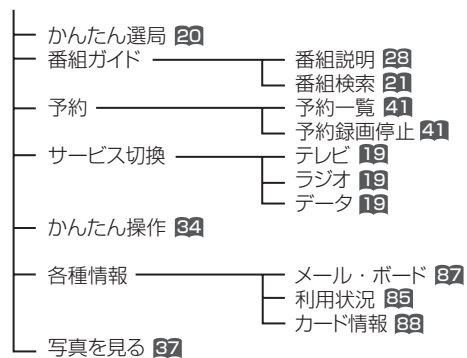 かんたん選局 20
番組ガイド 番組説明 28
番組検索 21
予約 予約一覧 41
予約録画停止 41
サービス切換 テレビ 19
ラジオ 19
データ 19
かんたん操作 34
各種情報 メール・ボード 87
利用状況 85
カード情報 88
写真を見る 37